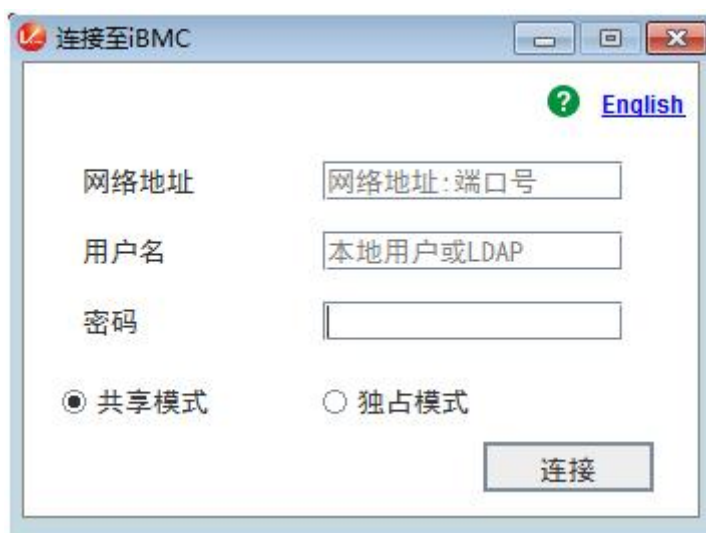 连接至iBMC
English
网络地址 网络地址:端口号
用户名 本地用户或LDAP
密码
共享模式 独占模式
连接